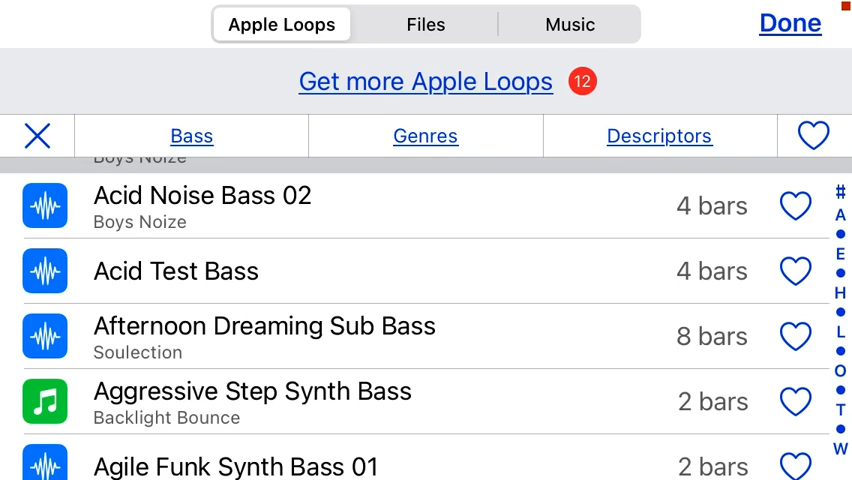 Apple Loops Files Music Done
Get more Apple Loops 12
Bass Genres Descriptors
Boys Noize
Acid Noise Bass 02
Boys Noize
4 bars
Acid Test Bass
4 bars
Afternoon Dreaming Sub Bass
Soulection
8 bars
Aggressive Step Synth Bass
Backlight Bounce
2 bars
Agile Funk Synth Bass 01
2 bars
#
A
E
H
L
O
T
W